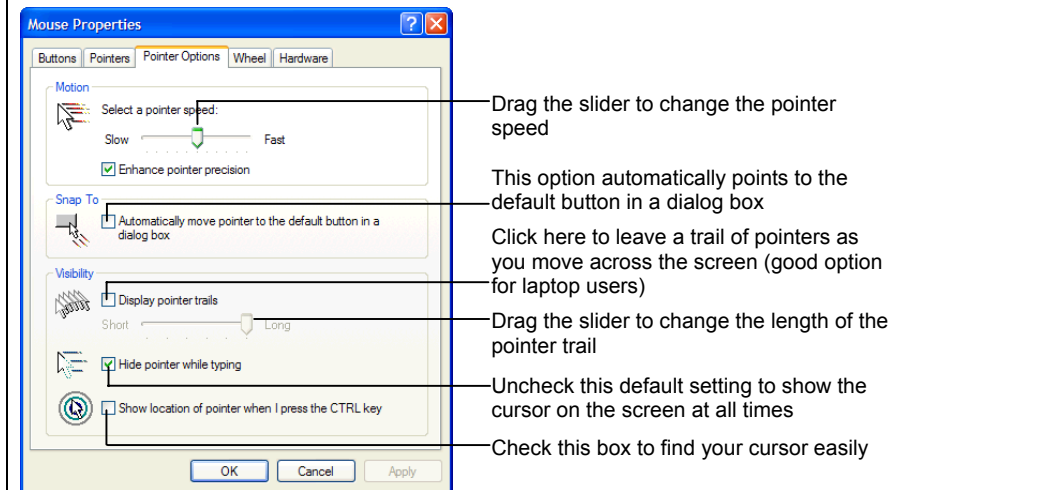 Mouse Properties
Buttons Pointers Pointer Options Wheel Hardware
Motion
Select a pointer speed:
Slow Fast
Enhance pointer precision
Snap To
Automatically move pointer to the default button in a
dialog box
Visibility
Display pointer trails
Short Long
Hide pointer while typing
Show location of pointer when I press the CTRL key
OK Cancel Apply
Drag the slider to change the pointer
speed
This option automatically points to the
default button in a dialog box
Click here to leave a trail of pointers as
you move across the screen (good option
for laptop users)
Drag the slider to change the length of the
pointer trail
Uncheck this default setting to show the
cursor on the screen at all times
Check this box to find your cursor easily